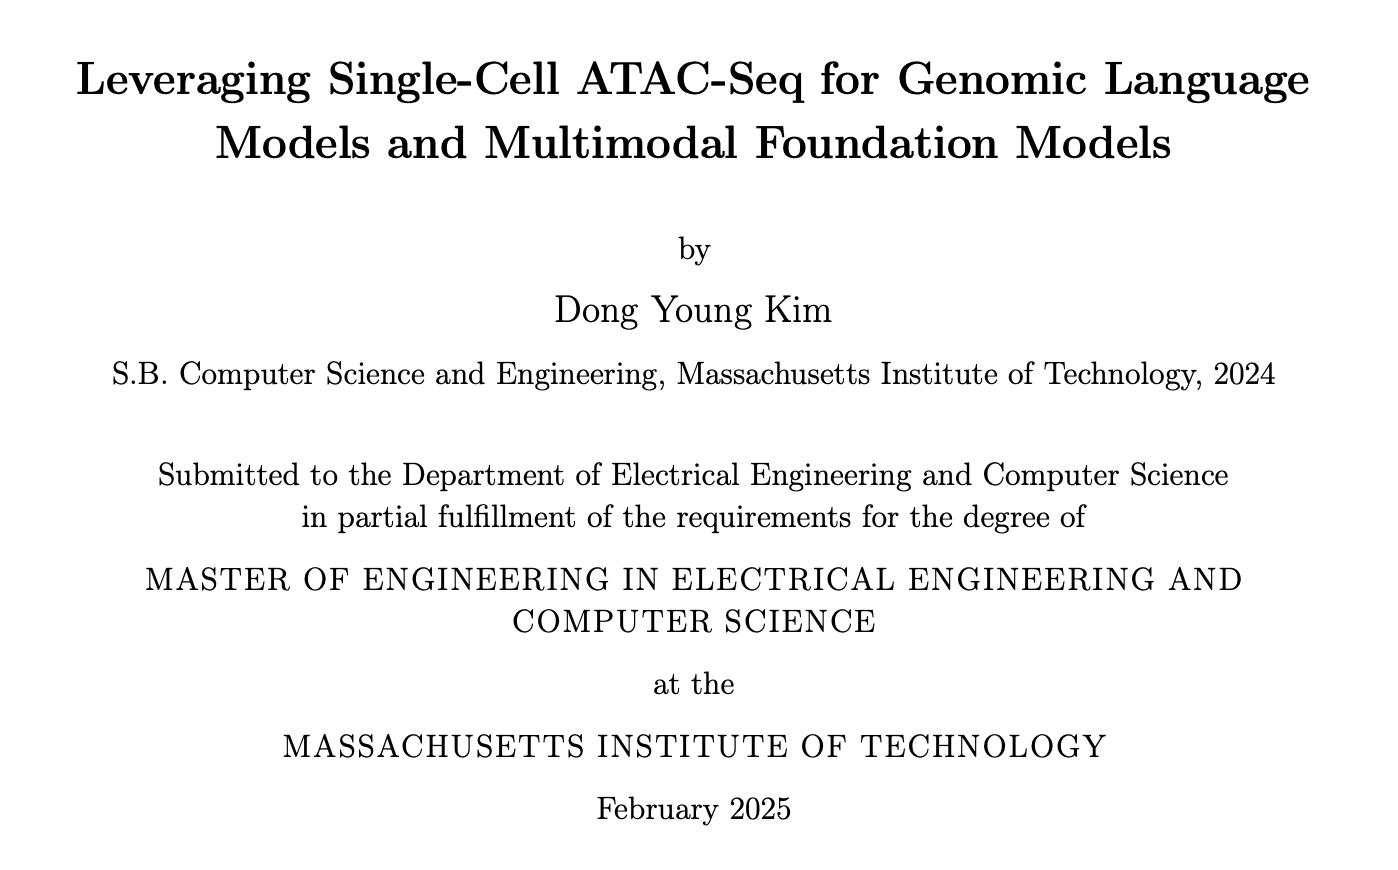 Leveraging Single-Cell ATAC-Seq for Genomic Language
Models and Multimodal Foundation Models
by
Dong Young Kim
S.B. Computer Science and Engineering, Massachusetts Institute of Technology, 2024
Submitted to the Department of Electrical Engineering and Computer Science
in partial fulfillment of the requirements for the degree of
MASTER OF ENGINEERING IN ELECTRICAL ENGINEERING AND
COMPUTER SCIENCE
at the
MASSACHUSETTS INSTITUTE OF TECHNOLOGY
February 2025